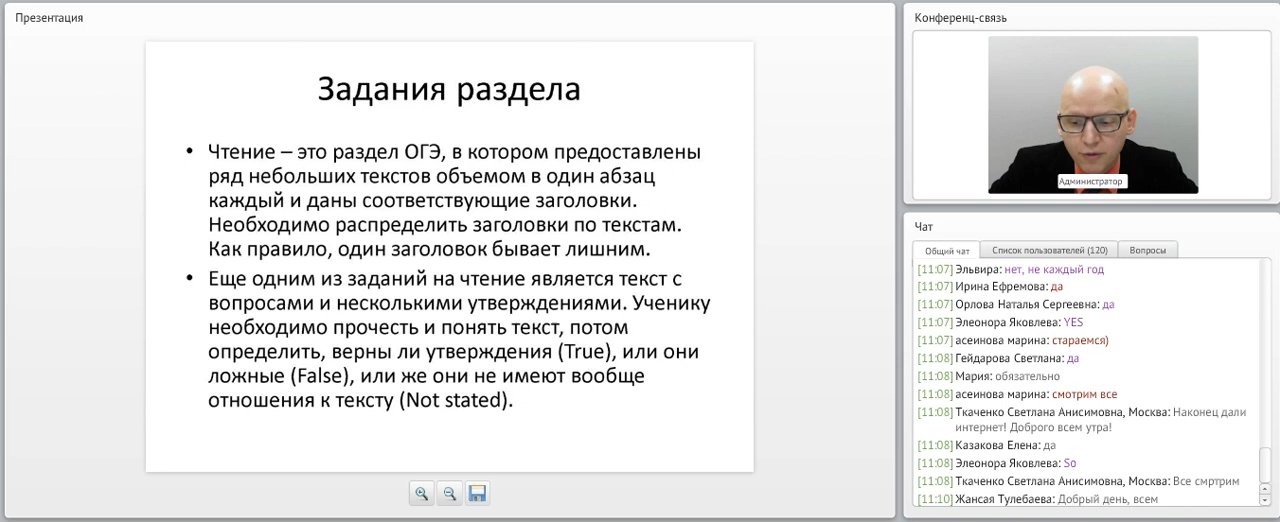 Презентация
Задания раздела
• Чтение – это раздел ОГЭ, в котором предоставлены
ряд небольших текстов объемом в один абзац
каждый и даны соответствующие заголовки.
Необходимо распределить заголовки по текстам.
Как правило, один заголовок бывает лишним.
• Еще одним из заданий на чтение является текст с
вопросами и несколькими утверждениями. Ученику
необходимо прочесть и понять текст, потом
определить, верны ли утверждения (True), или они
ложные (False), или же они не имеют вообще
отношения к тексту (Not stated).
Конференц-связь
Администратор
Чат
Общий чат
Список пользователей (120)
Вопросы
[11:07] Эльвира: нет, не каждый год
[11:07] Ирина Ефремова: да
[11:07] Орлова Наталья Сергеевна: да
[11:07] Элеонора Яковлева: YES
[11:07] асеинова марина: стараемся)
[11:08] Гейдарова Светлана: да
[11:08] Мария: обязательно
[11:08] асеинова марина: смотрим все
[11:08] Ткаченко Светлана Анисимовна, Москва: Наконец дали
интернет! Доброго всем утра!
[11:08] Казакова Елена: да
[11:08] Элеонора Яковлева: So
[11:08] Ткаченко Светлана Анисимовна, Москва: Все смртрим
[11:10] Жансая Тулебаева: Добрый день, всем